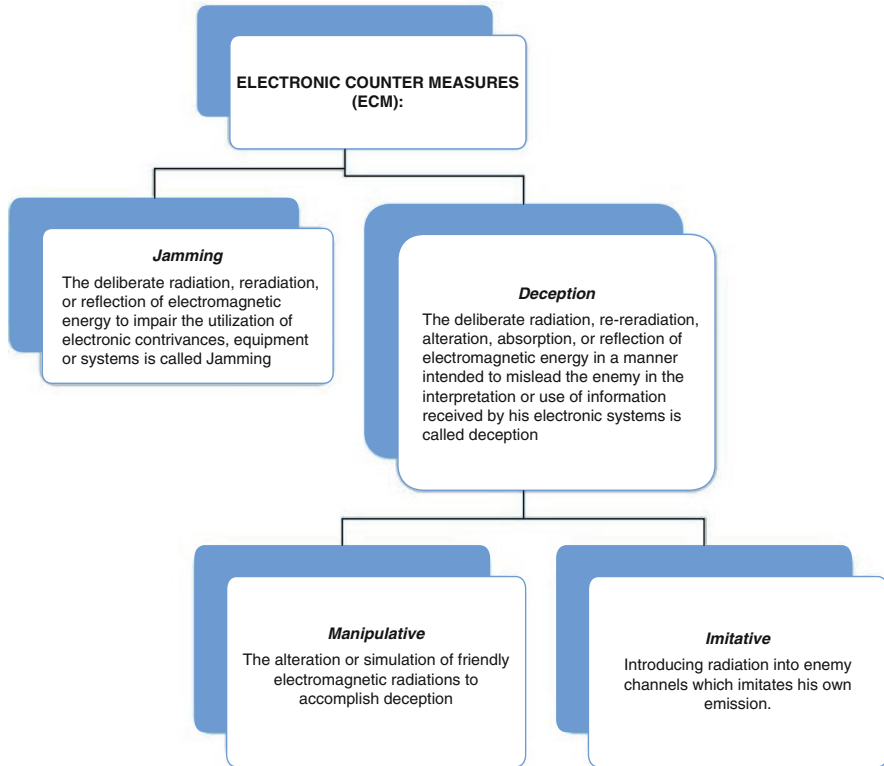 ELECTRONIC COUNTER MEASURES
(ECM):
Jamming
The deliberate radiation, reradiation,
or reflection of electromagnetic
energy to impair the utilization of
electronic contrivances, equipment
or systems is called Jamming
Deception
The deliberate radiation, re-reradiation,
alteration, absorption, or reflection of
electromagnetic energy in a manner
intended to mislead the enemy in the
interpretation or use of information
received by his electronic systems is
called deception
Manipulative
The alteration or simulation of friendly
electromagnetic radiations to
accomplish deception
Imitative
Introducing radiation into enemy
channels which imitates his own
emission.